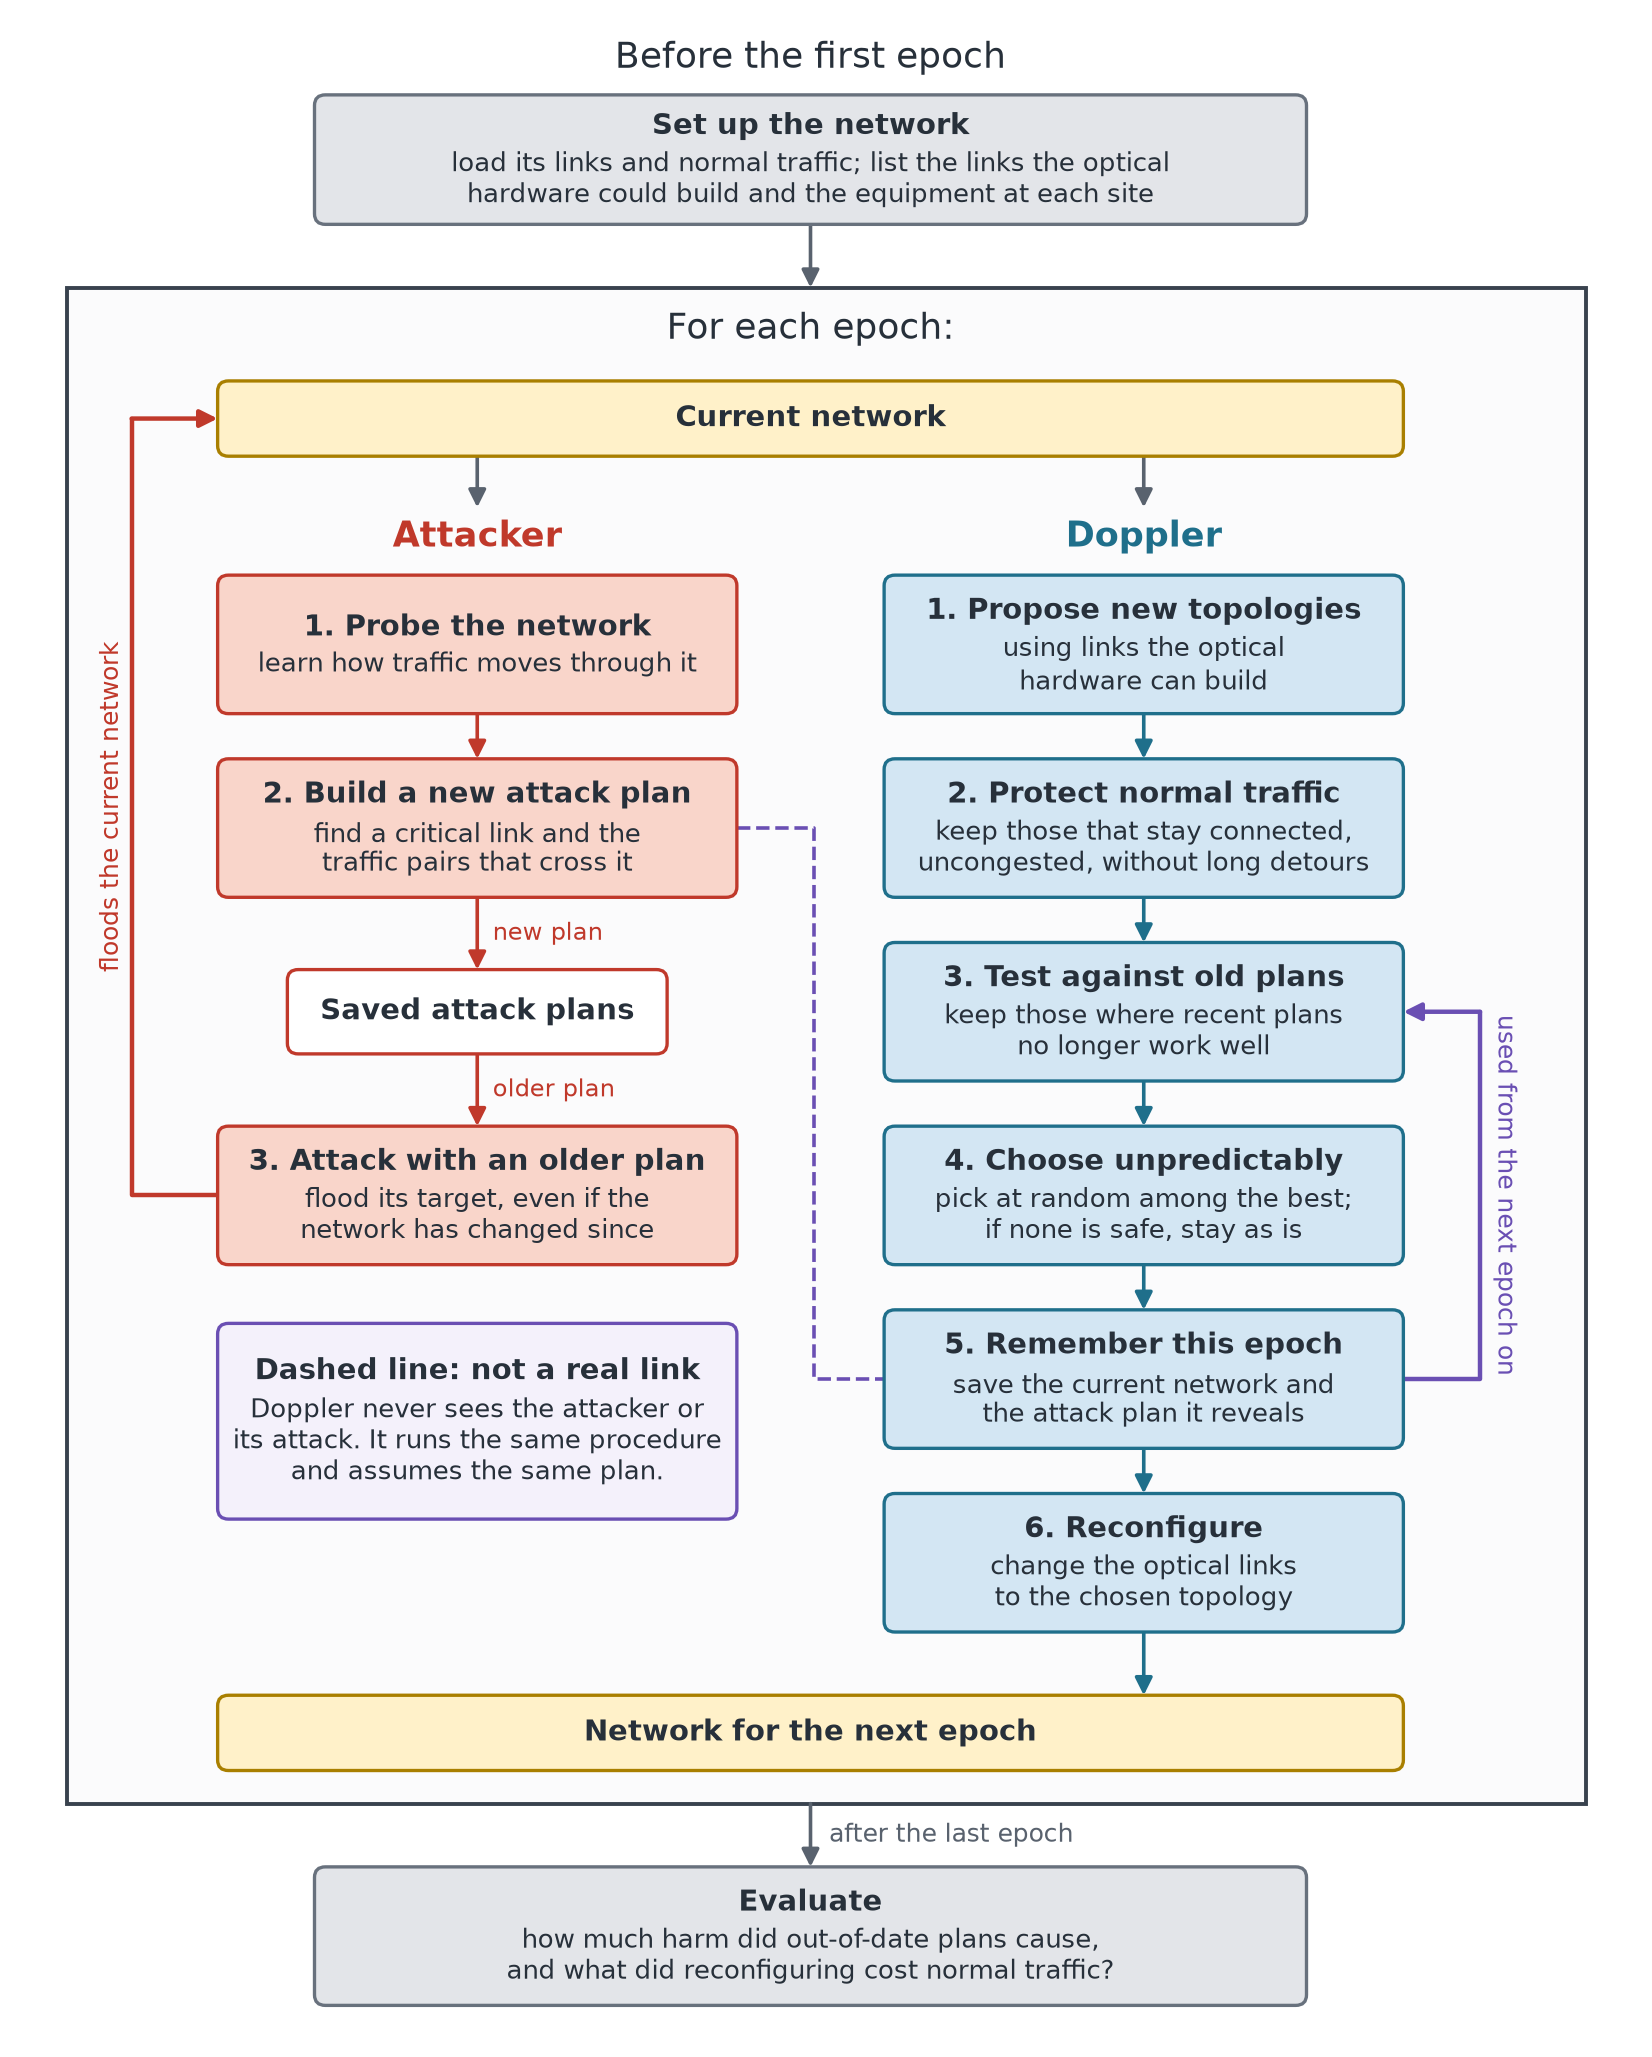 Before the first epoch
Set up the network
load its links and normal traffic; list the links the optical
hardware could build and the equipment at each site
For each epoch:
Current network
Attacker
1. Probe the network
learn how traffic moves through it
2. Build a new attack plan
find a critical link and the
traffic pairs that cross it
new plan
Saved attack plans
older plan
3. Attack with an older plan
flood its target, even if the
network has changed since
floods the current network
Dashed line: not a real link
Doppler never sees the attacker or
its attack. It runs the same procedure
and assumes the same plan.
Doppler
1. Propose new topologies
using links the optical
hardware can build
2. Protect normal traffic
keep those that stay connected,
uncongested, without long detours
3. Test against old plans
keep those where recent plans
no longer work well
4. Choose unpredictably
pick at random among the best;
if none is safe, stay as is
5. Remember this epoch
save the current network and
the attack plan it reveals
used from the next epoch on
6. Reconfigure
change the optical links
to the chosen topology
Network for the next epoch
after the last epoch
Evaluate
how much harm did out-of-date plans cause,
and what did reconfiguring cost normal traffic?